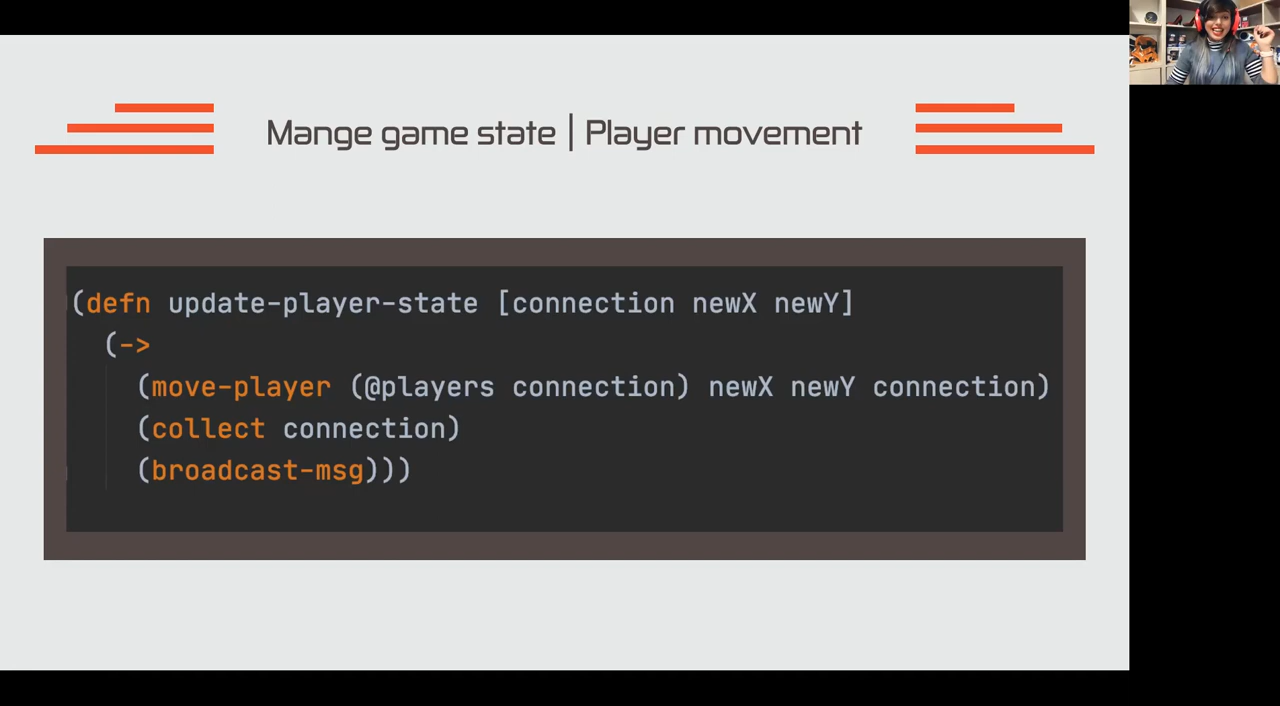 Mange game state | Player movement
(defn update-player-state [connection newX newY]
(->
(move-player (@players connection) newX newY connection)
(collect connection)
(broadcast-msg)))